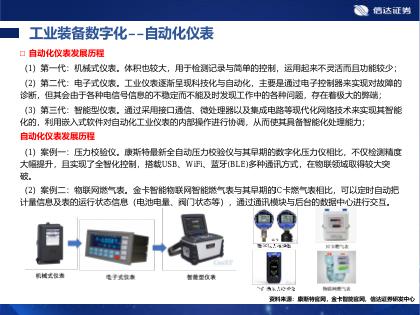 信达证券
工业装备数字化--自动化仪表
□ 自动化仪表发展历程
（1）第一代：机械式仪表。体积也较大，用于检测记录与简单的控制，运用起来不灵活而且功能较少；
（2）第二代：电子式仪表。工业仪表逐渐呈现科技化与自动化，主要是通过电子控制器来实现对故障的
诊断，但其会由于各种电信号信息的不稳定而不能及时发现工作中的各种问题，存在着极大的弊端；
（3）第三代：智能型仪表。通过采用接口通信、微处理器以及集成电路等现代化网络技术来实现其智能
化的，利用嵌入式软件对自动化工业仪表的内部操作进行协调，从而使其具备智能化处理能力；
自动化仪表发展历程
（1）案例一：压力校验仪。康斯特最新全自动压力校验仪与其早期的数字化压力仪相比，不仅检测精度
大幅提升，且实现了全智化控制，搭载USB、WiFi、蓝牙(BLE)多种通讯方式，在物联领域取得较大突
破。
（2）案例二：物联网燃气表。金卡智能物联网智能燃气表与其早期的C卡燃气表相比，可以定时自动把
计量信息及表的运行状态信息（电池电量、阀门状态等），通过通讯模块与后台的数据中心进行交互。
机械式仪表
电子式仪表
智能型仪表
物联网燃气表
资料来源：康斯特官网，金卡智能官网，信达证券研发中心